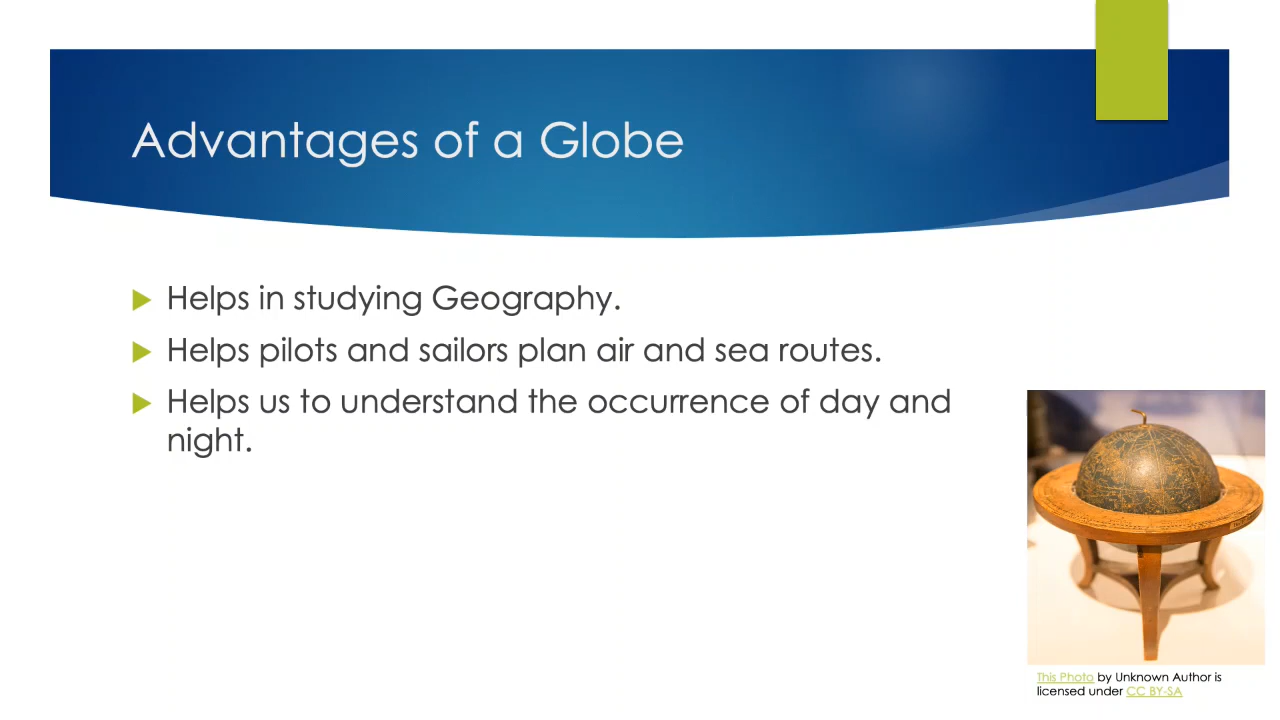 Advantages of a Globe
Helps in studying Geography.
Helps pilots and sailors plan air and sea routes.
Helps us to understand the occurrence of day and
night.
This Photo by Unknown Author is
licensed under CC BY-SA